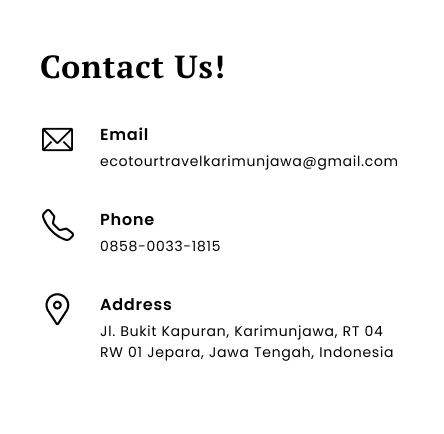 Contact Us!
Email
ecotourtravelkarimunjawa@gmail.com
Phone
0858-0033-1815
Address
Jl. Bukit Kapuran, Karimunjawa, RT 04
RW 01 Jepara, Jawa Tengah, Indonesia